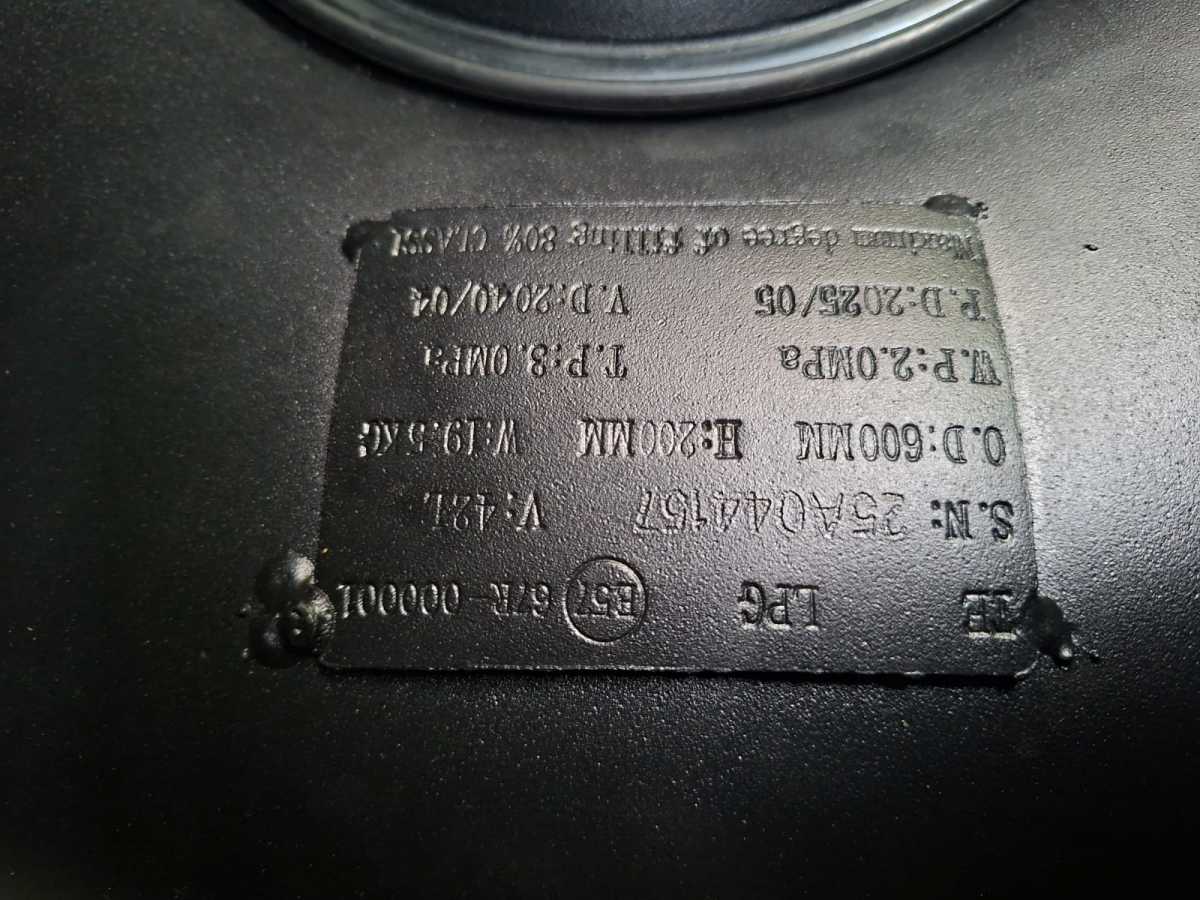 TE LPG E57 67R-000001
S.N: 25A044157 V:42L
O.D:600MM H:200MM W:19.5KG
W.P:2.0MPa T.P:3.0MPa
P.D:2025/05 V.D:2040/04
Maximum degree of filling 80% CLASS1